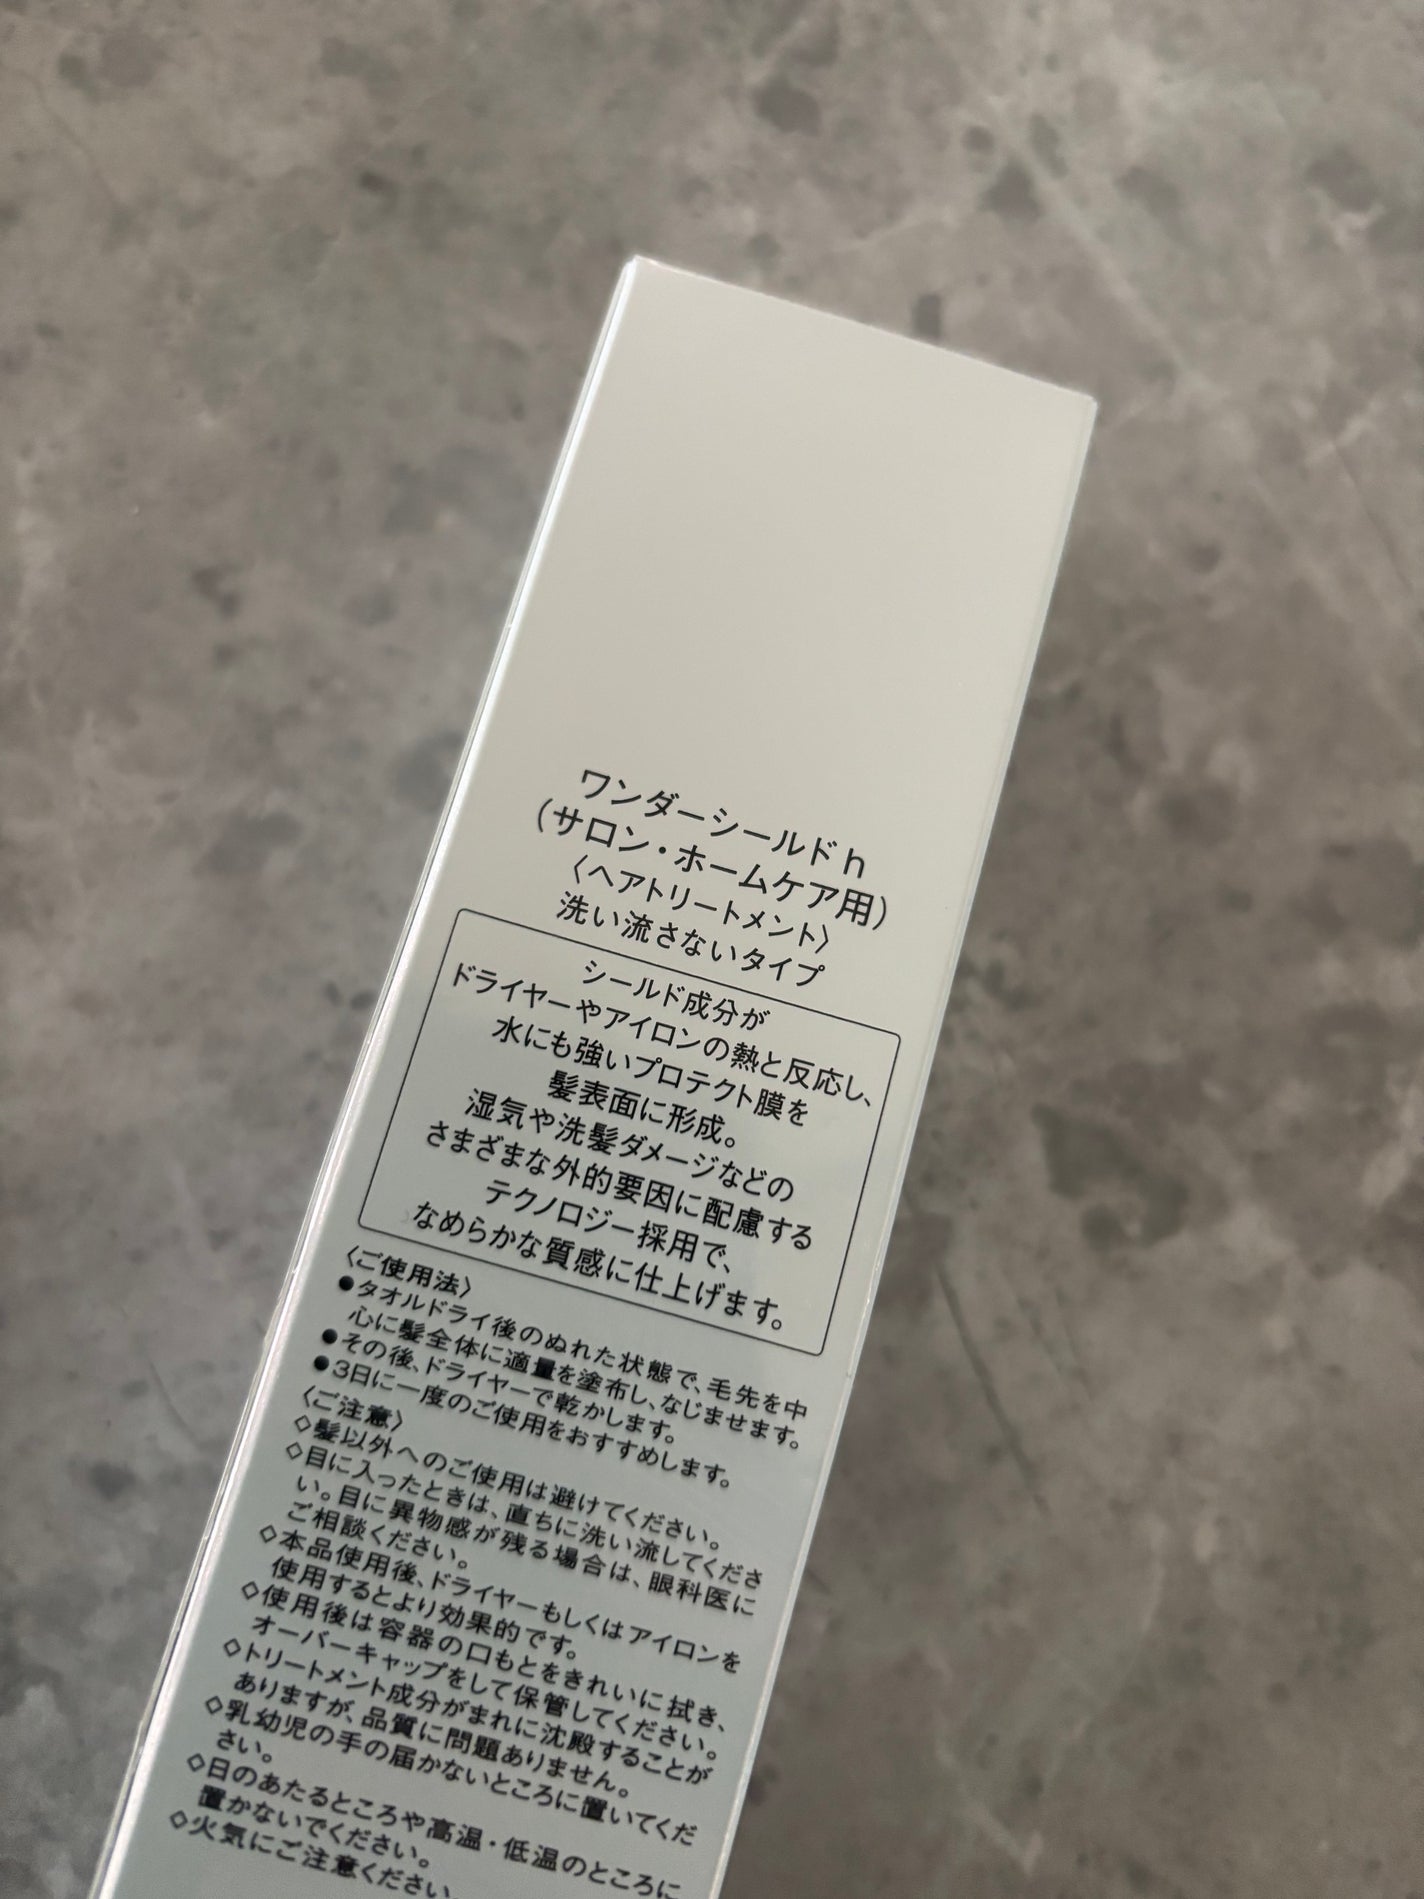 ワンダーシールドh
（サロン・ホームケア用）
〈ヘアトリートメント〉
洗い流さないタイプ
シールド成分が
ドライヤーやアイロンの熱と反応し、
水にも強いプロテクト膜を
髪表面に形成。
湿気や洗髪ダメージなどの
さまざまな外的要因に配慮する
テクノロジー採用で、
なめらかな質感に仕上げます。
〈ご使用法〉
●タオルドライ後のぬれた状態で、毛先を中
心に髪全体に適量を塗布し、なじませます。
●その後、ドライヤーで乾かします。
●3日に一度のご使用をおすすめします。
〈ご注意〉
◇髪以外へのご使用は避けてください。
◇目に入ったときは、直ちに洗い流してくださ
い。目に異物感が残る場合は、眼科医に
ご相談ください。
◇本品使用後、ドライヤーもしくはアイロンを
使用するとより効果的です。
◇使用後は容器の口もとをきれいに拭き、
オーバーキャップをして保管してください。
◇トリートメント成分がまれに沈殿することが
ありますが、品質に問題ありません。
◇乳幼児の手の届かないところに置いてくだ
さい。
◇日のあたるところや高温・低温のところに
置かないでください。
◇火気にご注意ください。